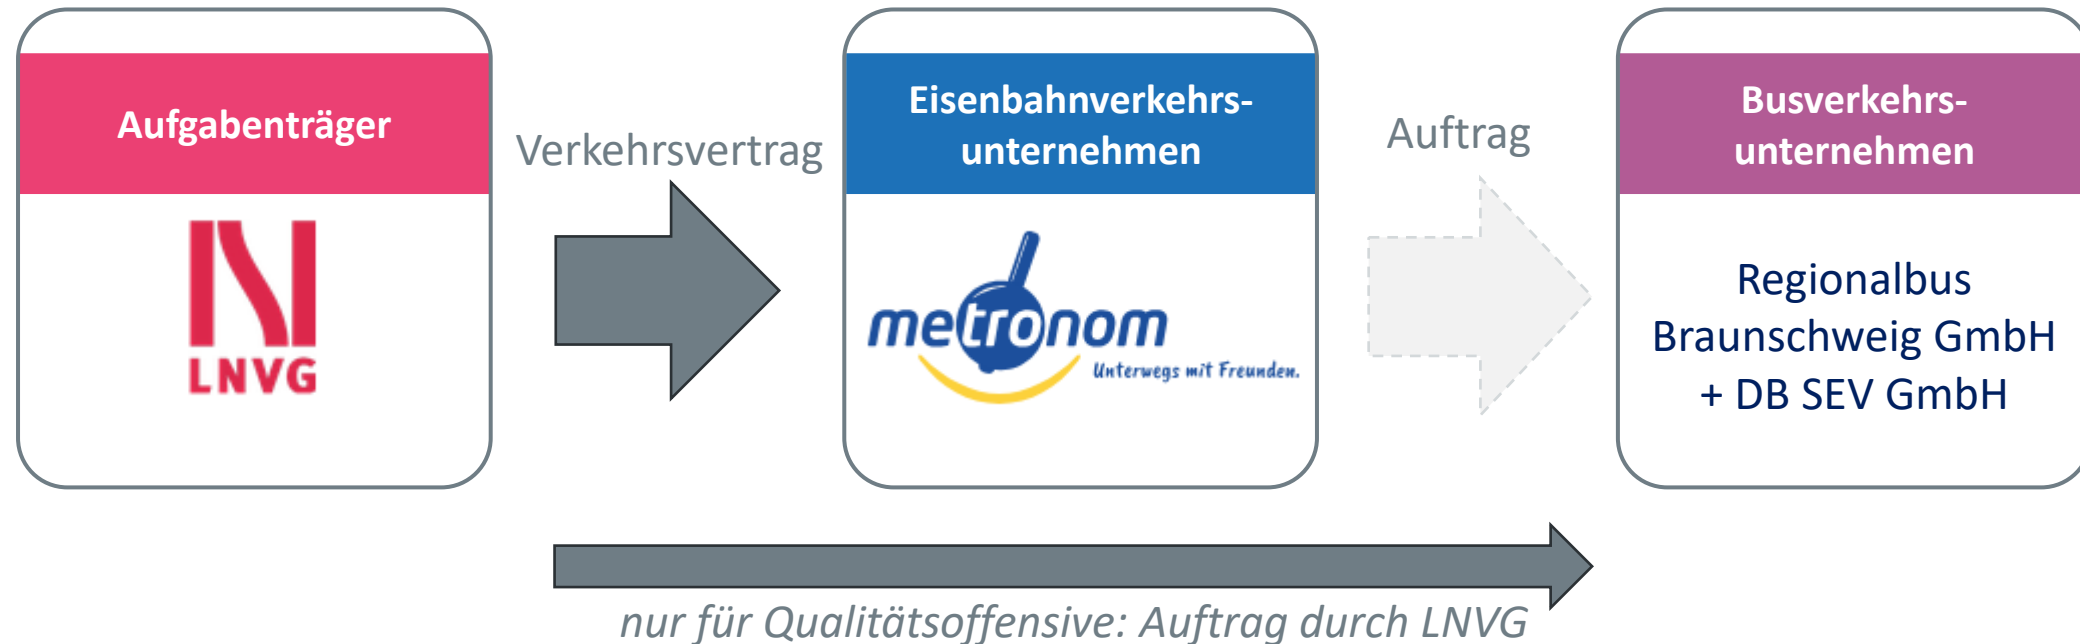 Aufgabenträger
LNVG
Verkehrsvertrag
Eisenbahnverkehrs-
unternehmen
metronom
Unterwegs mit Freunden.
Auftrag
Busverkehrs-
unternehmen
Regionalbus
Braunschweig GmbH
+ DB SEV GmbH
nur für Qualitätsoffensive: Auftrag durch LNVG